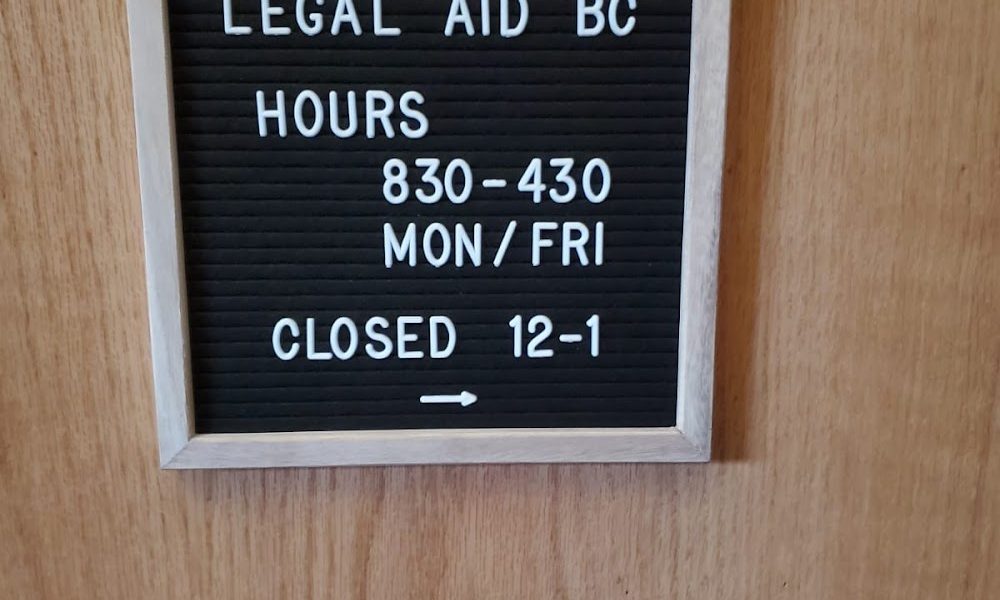 LEGAL AID BC
HOURS
830-430
MON/FRI
CLOSED 12-1
→